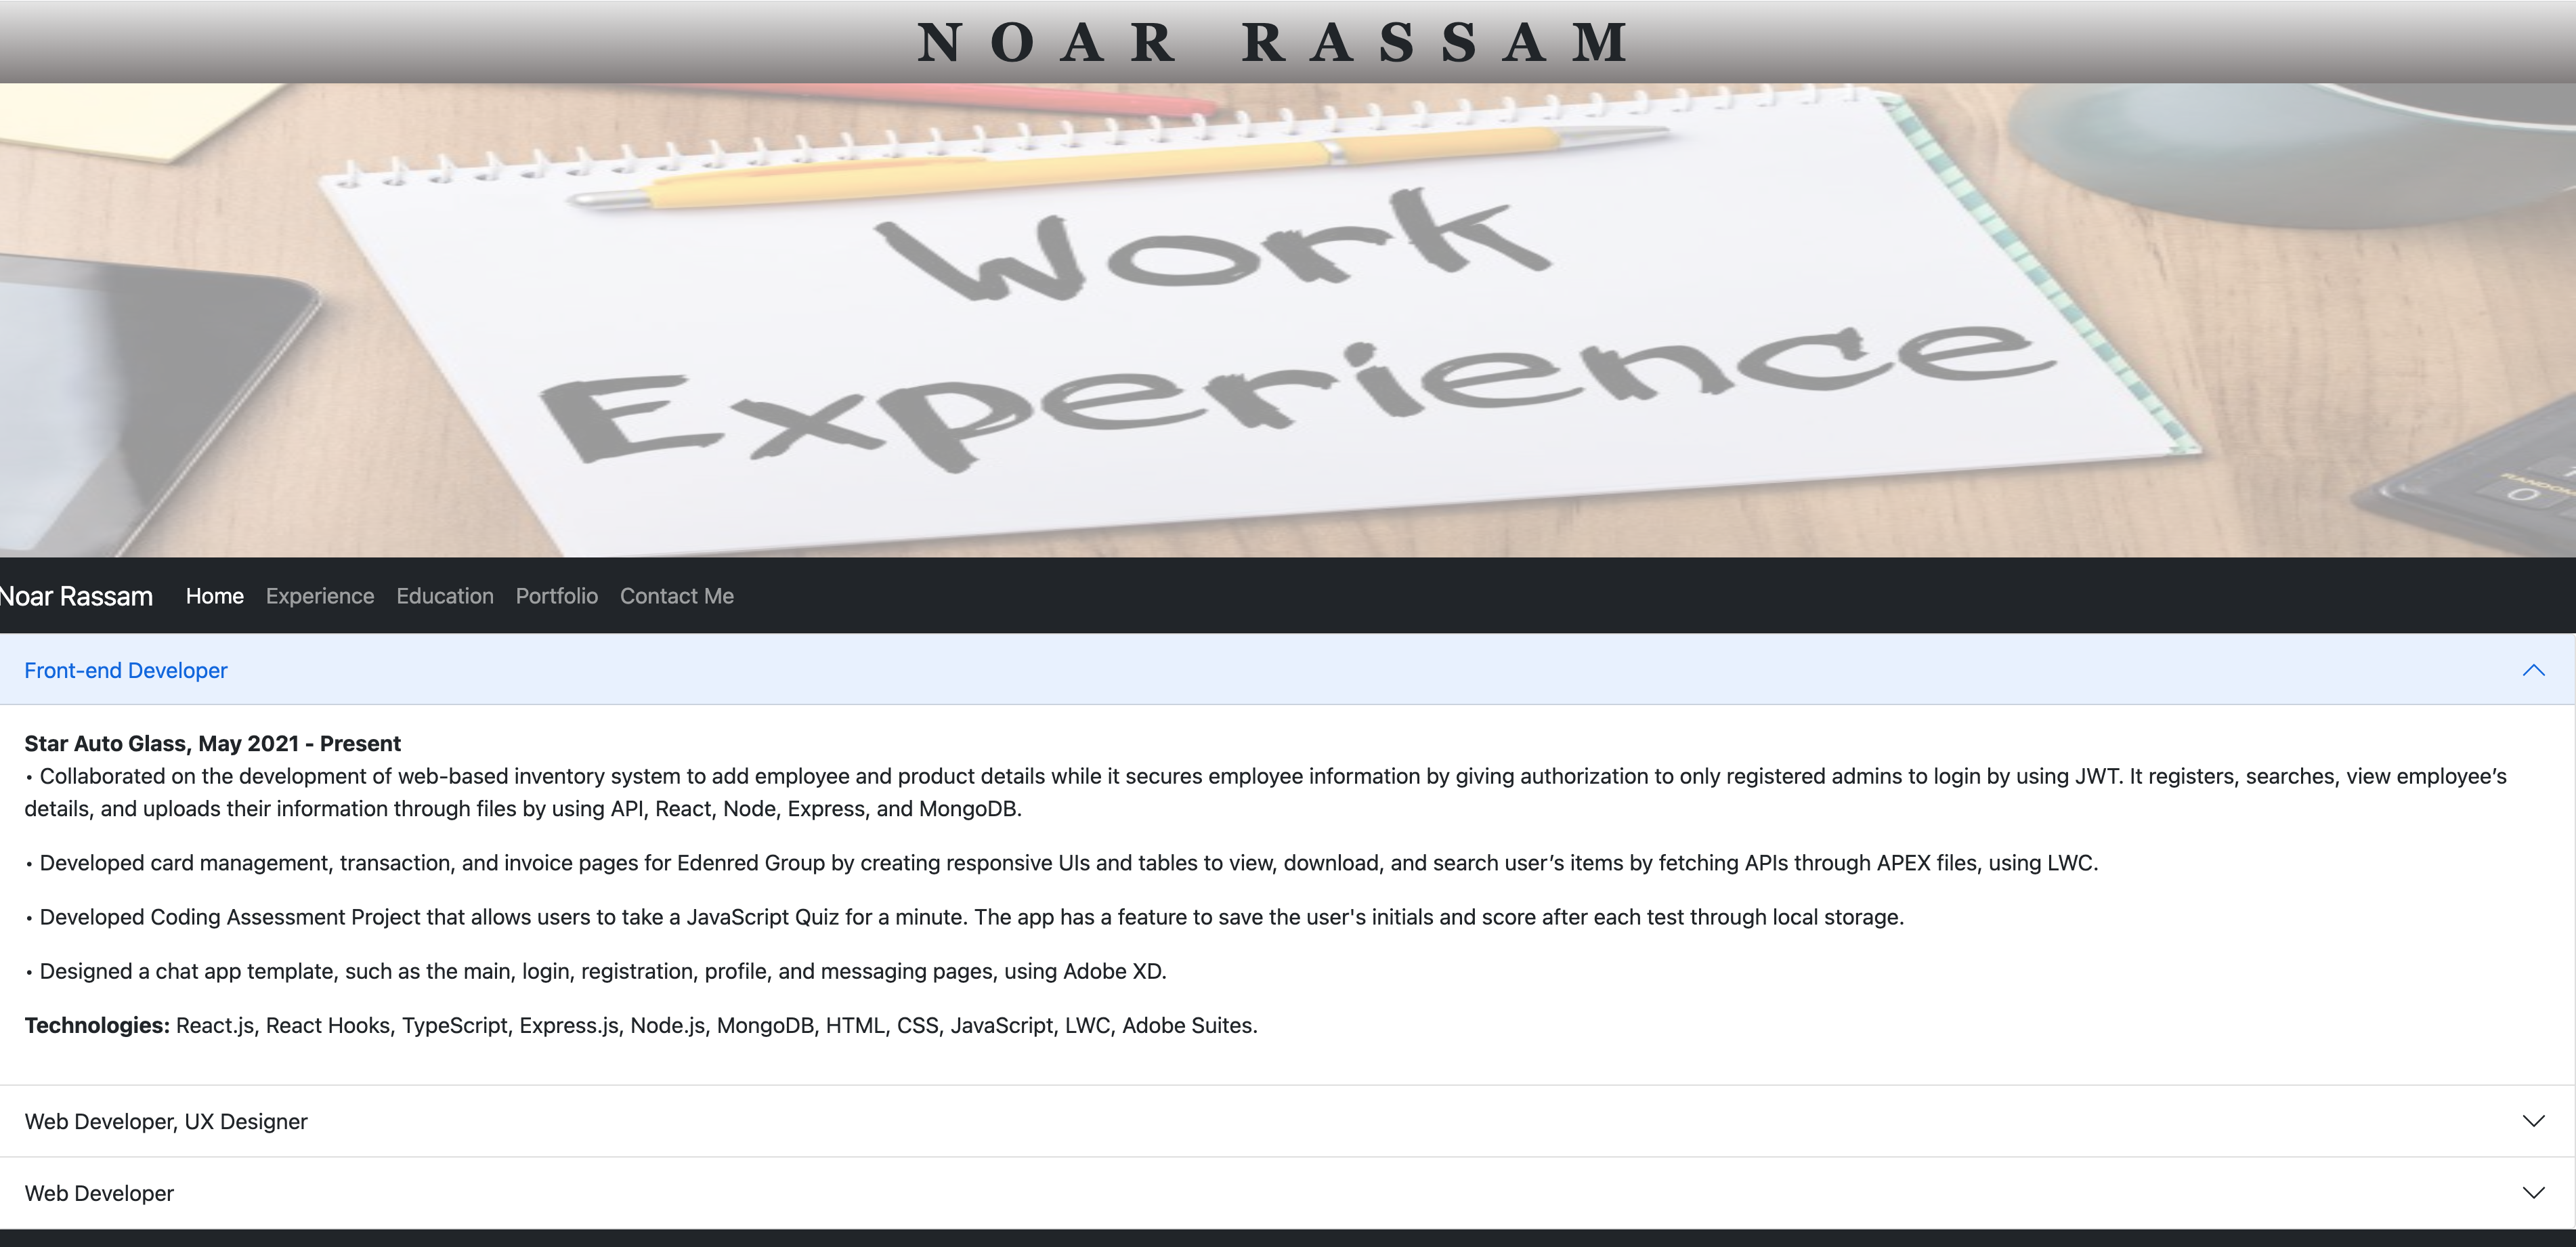 NOAR RASSAM
Work
Experience
RANDOM
Noar Rassam Home Experience Education Portfolio Contact Me
Front-end Developer
Star Auto Glass, May 2021 - Present
• Collaborated on the development of web-based inventory system to add employee and product details while it secures employee information by giving authorization to only registered admins to login by using JWT. It registers, searches, view employee’s
details, and uploads their information through files by using API, React, Node, Express, and MongoDB.
• Developed card management, transaction, and invoice pages for Edenred Group by creating responsive UIs and tables to view, download, and search user’s items by fetching APIs through APEX files, using LWC.
• Developed Coding Assessment Project that allows users to take a JavaScript Quiz for a minute. The app has a feature to save the user's initials and score after each test through local storage.
• Designed a chat app template, such as the main, login, registration, profile, and messaging pages, using Adobe XD.
Technologies: React.js, React Hooks, TypeScript, Express.js, Node.js, MongoDB, HTML, CSS, JavaScript, LWC, Adobe Suites.
Web Developer, UX Designer
Web Developer